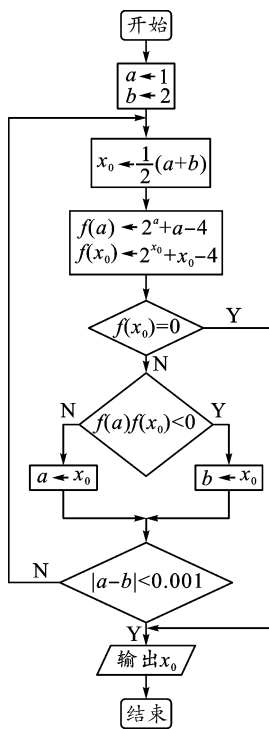 开始
a←1
b←2
x₀←½(a+b)
f(a)←2ᵃ+a-4
f(x₀)←2^x₀+x₀-4
f(x₀)=0
Y
N
N
f(a)f(x₀)<0
Y
a←x₀
b←x₀
N
|a-b|<0.001
Y
输出x₀
结束